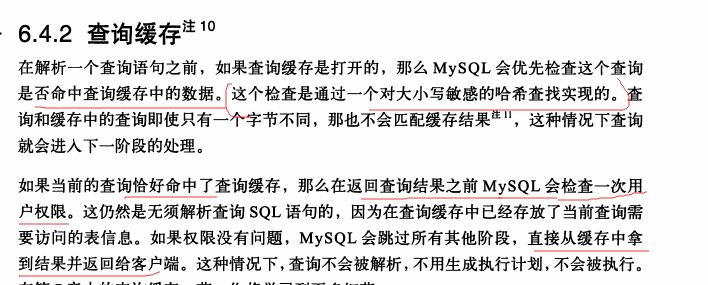 6.4.2 查询缓存注10
在解析一个查询语句之前，如果查询缓存是打开的，那么 MySQL 会优先检查这个查询
是否命中查询缓存中的数据。这个检查是通过一个对大小写敏感的哈希查找实现的。查
询和缓存中的查询即使只有一个字节不同，那也不会匹配缓存结果注11，这种情况下查询
就会进入下一阶段的处理。
如果当前的查询恰好命中了查询缓存，那么在返回查询结果之前 MySQL 会检查一次用
户权限。这仍然是无须解析查询 SQL 语句的，因为在查询缓存中已经存放了当前查询需
要访问的表信息。如果权限没有问题，MySQL 会跳过所有其他阶段，直接从缓存中拿
到结果并返回给客户端。这种情况下，查询不会被解析，不用生成执行计划，不会被执行。